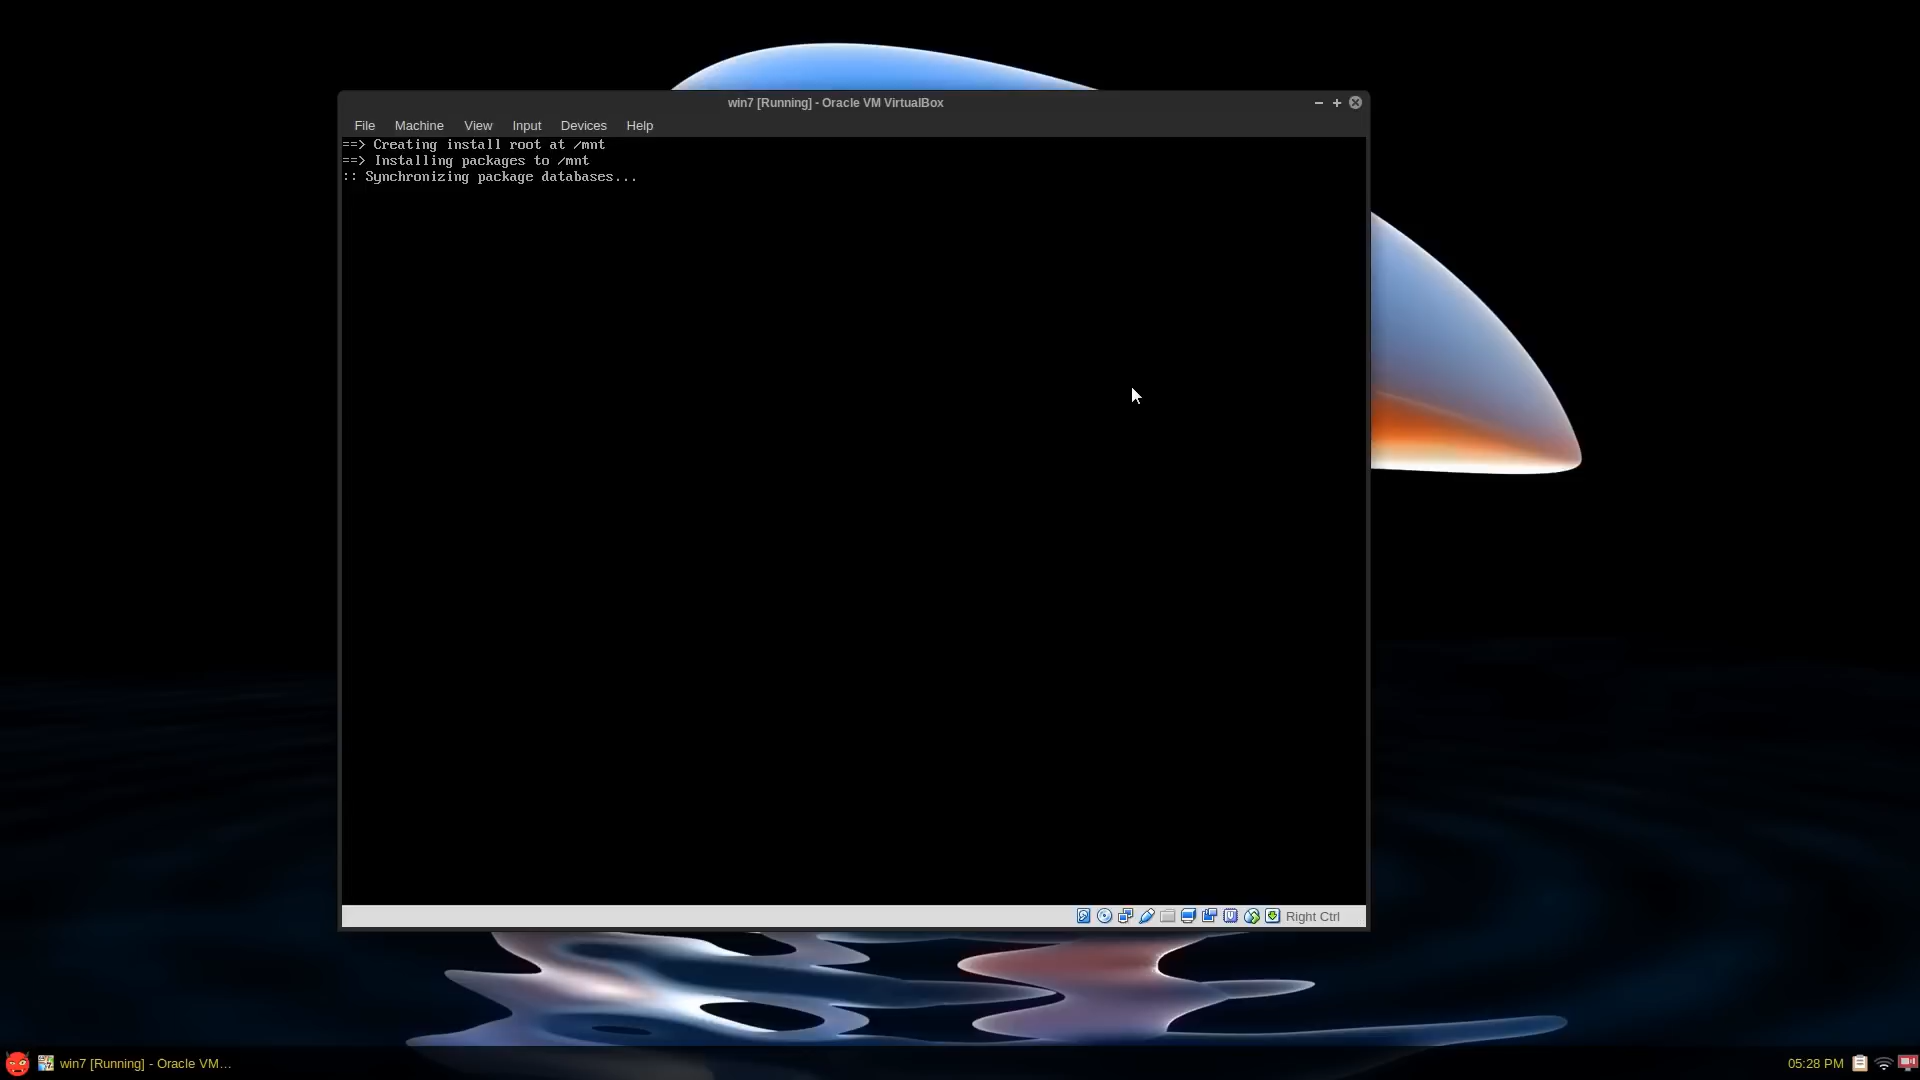 win7 [Running] - Oracle VM VirtualBox
File Machine View Input Devices Help
==> Creating install root at /mnt
==> Installing packages to /mnt
:: Synchronizing package databases...
Right Ctrl
win7 [Running] - Oracle VM...
05:28 PM